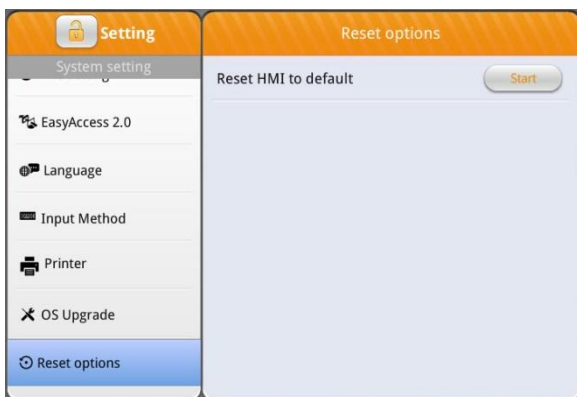 Setting
System setting
EasyAccess 2.0
Language
Input Method
Printer
OS Upgrade
Reset options
Reset options
Reset HMI to default
Start